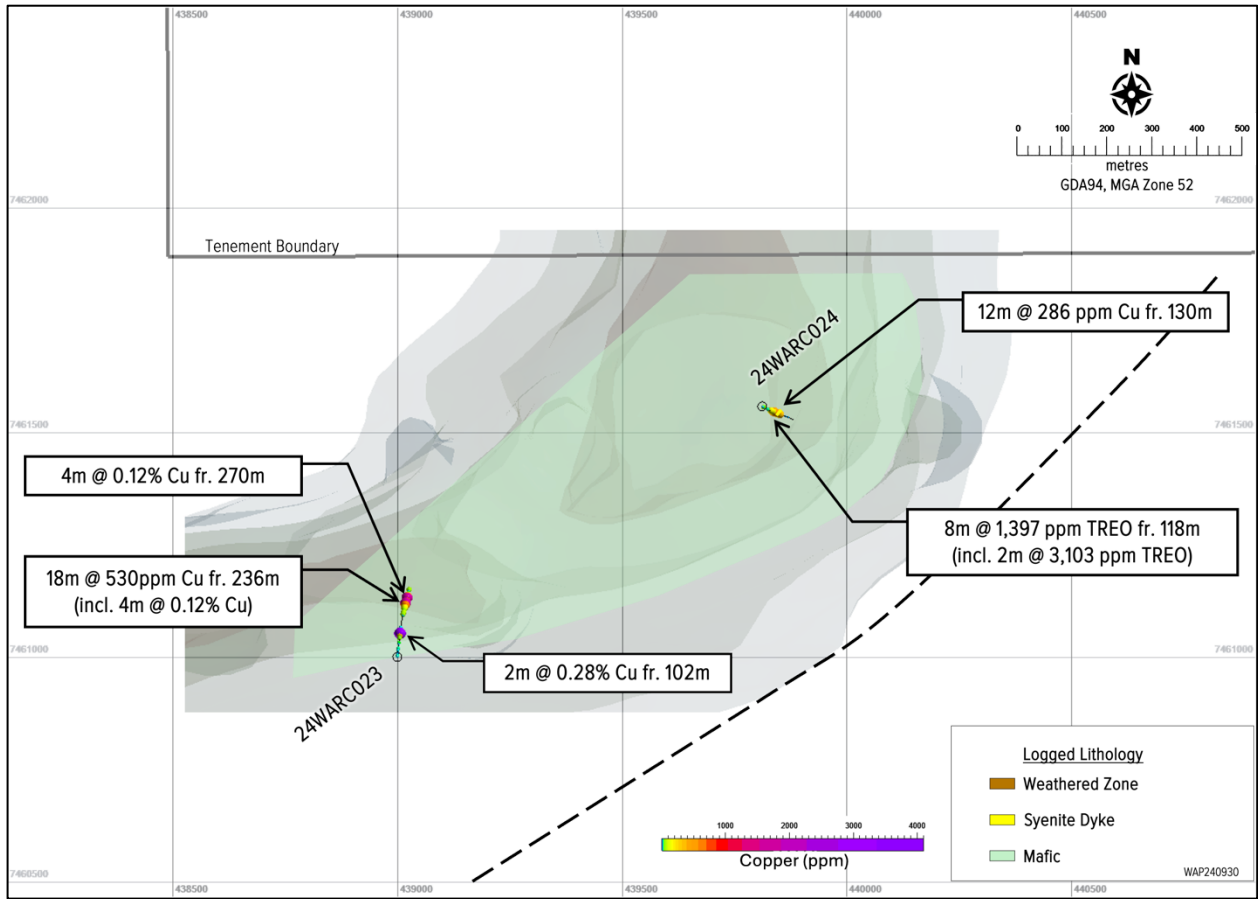 438500
439000
439500
440000
440500
N
0 100 200 300 400 500
metres
GDA94, MGA Zone 52
7462000
7462000
Tenement Boundary
12m @ 286 ppm Cu fr. 130m
24WARC024
7461500
7461500
4m @ 0.12% Cu fr. 270m
8m @ 1,397 ppm TREO fr. 118m
(incl. 2m @ 3,103 ppm TREO)
18m @ 530ppm Cu fr. 236m
(incl. 4m @ 0.12% Cu)
7461000
7461000
2m @ 0.28% Cu fr. 102m
24WARC023
Logged Lithology
Weathered Zone
Syenite Dyke
Mafic
1000 2000 3000 4000
Copper (ppm)
WAP240930
7460500
438500
439000
439500
440000
440500